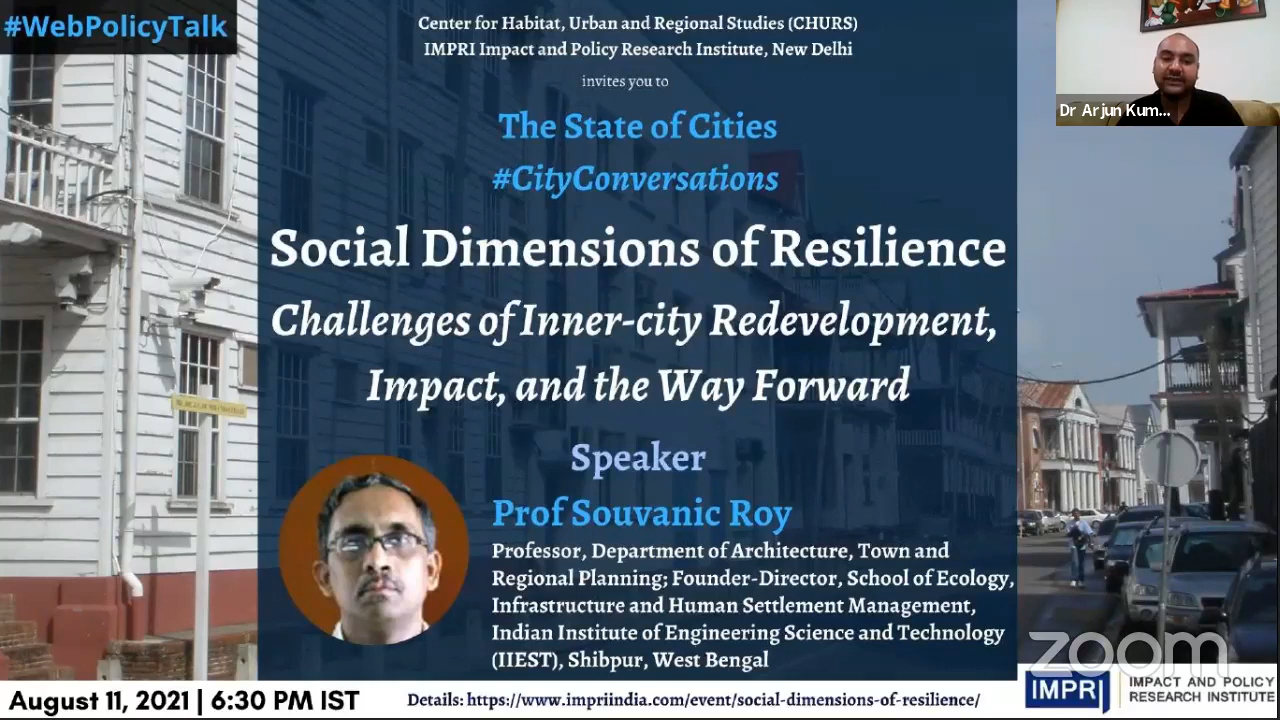 #WebPolicyTalk
Center for Habitat, Urban and Regional Studies (CHURS)
IMPRI Impact and Policy Research Institute, New Delhi
invites you to
The State of Cities
#CityConversations
Social Dimensions of Resilience
Challenges of Inner-city Redevelopment,
Impact, and the Way Forward
Speaker
Prof Souvanic Roy
Professor, Department of Architecture, Town and
Regional Planning; Founder-Director, School of Ecology,
Infrastructure and Human Settlement Management,
Indian Institute of Engineering Science and Technology
(IIEST), Shibpur, West Bengal
Dr Arjun Kum...
zoom
August 11, 2021 | 6:30 PM IST
Details: https://www.impriindia.com/event/social-dimensions-of-resilience/
IMPRI
IMPACT AND POLICY
RESEARCH INSTITUTE